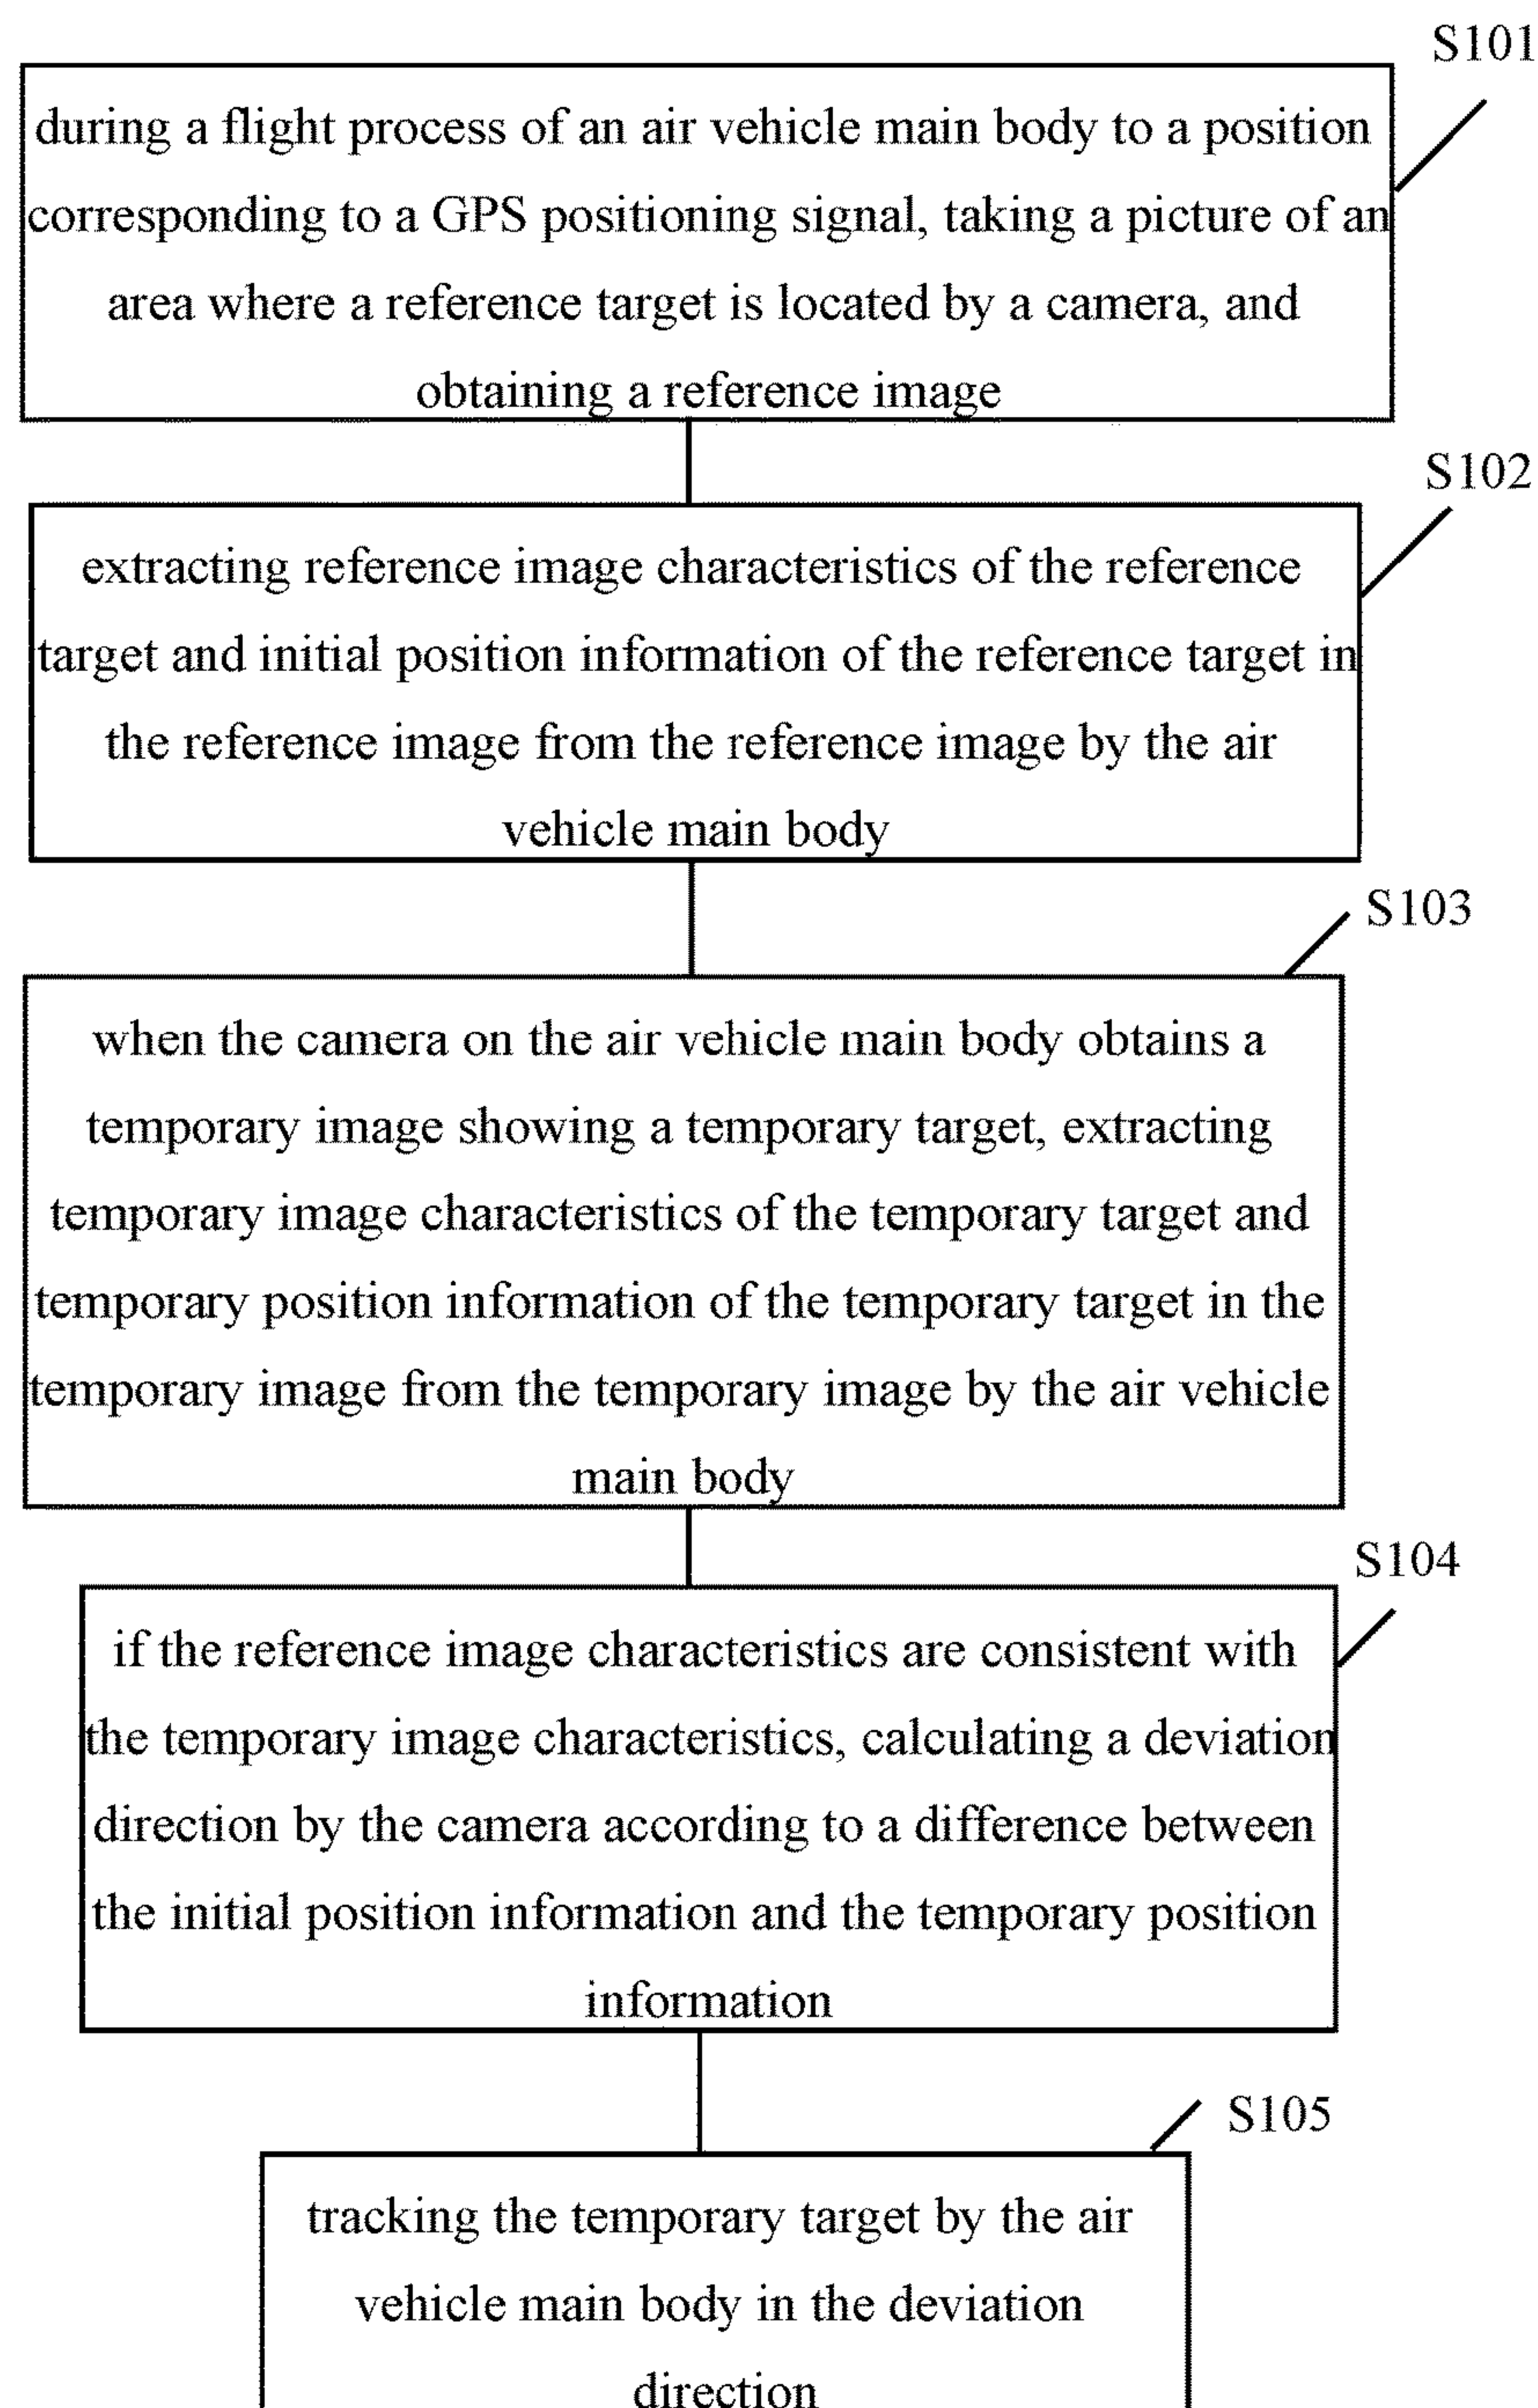 S101
during a flight process of an air vehicle main body to a position
corresponding to a GPS positioning signal, taking a picture of an
area where a reference target is located by a camera, and
obtaining a reference image
S102
extracting reference image characteristics of the reference
target and initial position information of the reference target in
the reference image from the reference image by the air
vehicle main body
S103
when the camera on the air vehicle main body obtains a
temporary image showing a temporary target, extracting
temporary image characteristics of the temporary target and
temporary position information of the temporary target in the
temporary image from the temporary image by the air vehicle
main body
S104
if the reference image characteristics are consistent with
the temporary image characteristics, calculating a deviation
direction by the camera according to a difference between
the initial position information and the temporary position
information
S105
tracking the temporary target by the air
vehicle main body in the deviation
direction